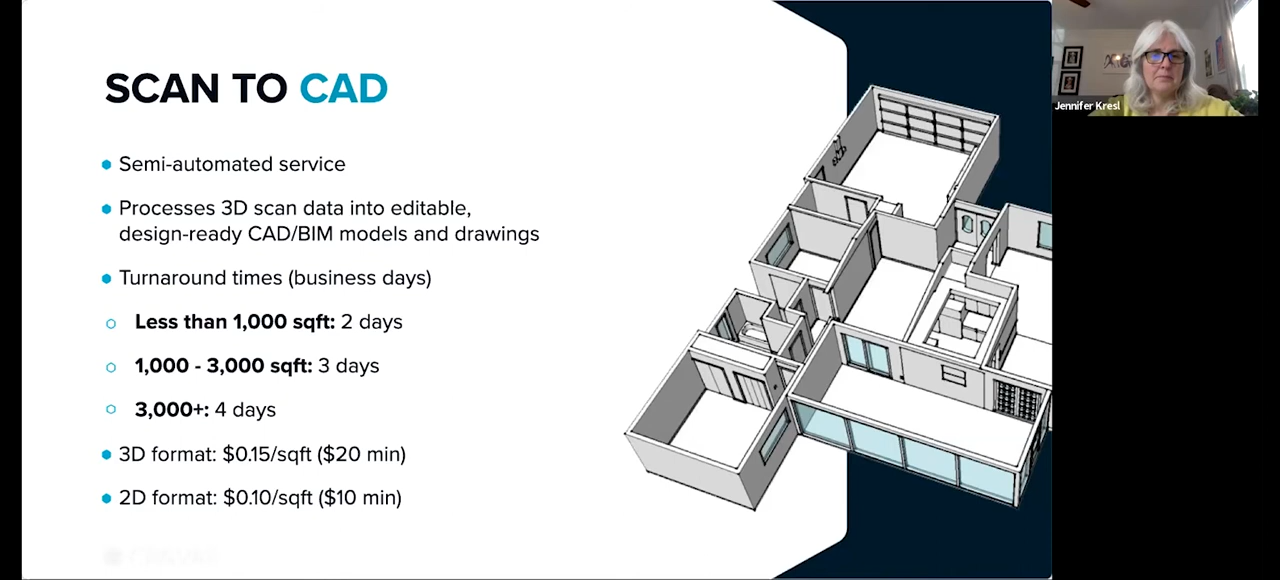 SCAN TO CAD
Semi-automated service
Processes 3D scan data into editable,
design-ready CAD/BIM models and drawings
Turnaround times (business days)
Less than 1,000 sqft: 2 days
1,000 - 3,000 sqft: 3 days
3,000+: 4 days
3D format: $0.15/sqft ($20 min)
2D format: $0.10/sqft ($10 min)
Jennifer Kresl